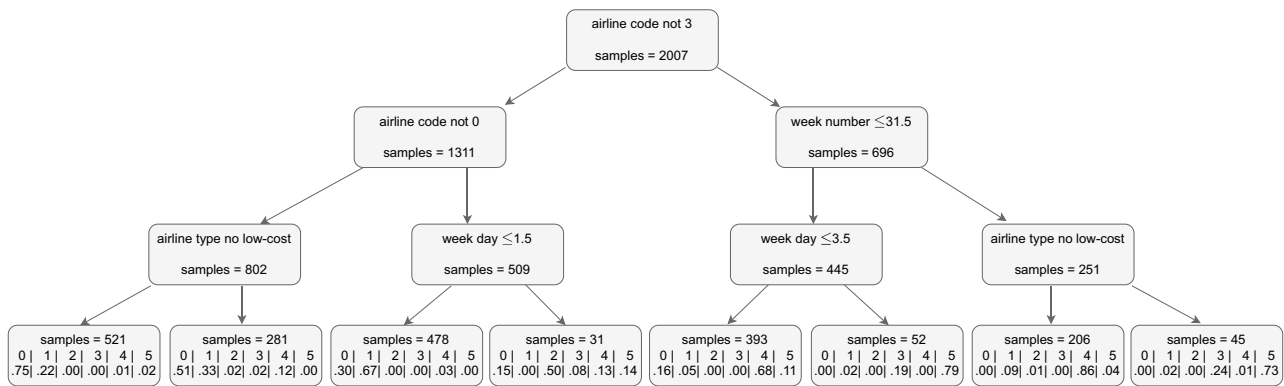 airline code not 3
samples = 2007
airline code not 0
samples = 1311
week number ≤31.5
samples = 696
airline type no low-cost
samples = 802
week day ≤1.5
samples = 509
week day ≤3.5
samples = 445
airline type no low-cost
samples = 251
samples = 521
0 | 1 | 2 | 3 | 4 | 5
.75| .22| .00| .00| .01| .02
samples = 281
0 | 1 | 2 | 3 | 4 | 5
.51| .33| .02| .02| .12| .00
samples = 478
0 | 1 | 2 | 3 | 4 | 5
.30| .67| .00| .00| .03| .00
samples = 31
0 | 1 | 2 | 3 | 4 | 5
.15| .00| .50| .08| .13| .14
samples = 393
0 | 1 | 2 | 3 | 4 | 5
.16| .05| .00| .00| .68| .11
samples = 52
0 | 1 | 2 | 3 | 4 | 5
.00| .02| .00| .19| .00| .79
samples = 206
0 | 1 | 2 | 3 | 4 | 5
.00| .09| .01| .00| .86| .04
samples = 45
0 | 1 | 2 | 3 | 4 | 5
.00| .02| .00| .24| .01| .73